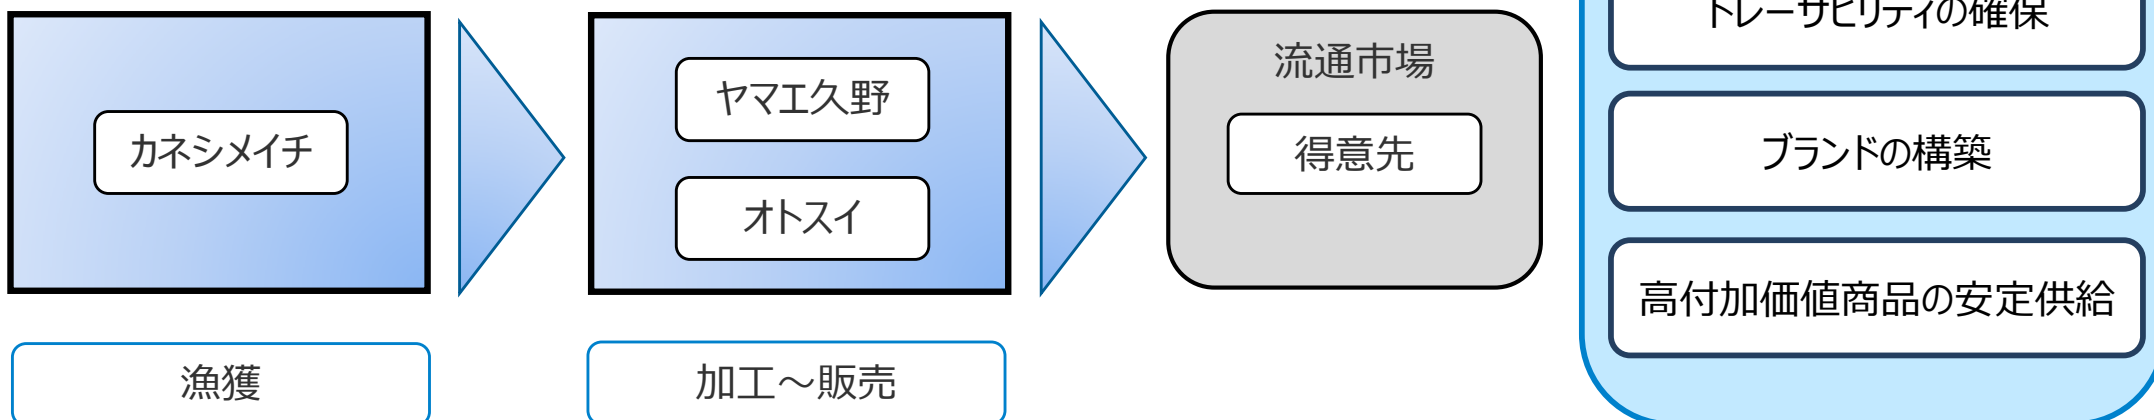 カネシメイチ
漁獲
ヤマエ久野
オトスイ
加工～販売
流通市場
得意先
トレーサビリティの確保
ブランドの構築
高付加価値商品の安定供給